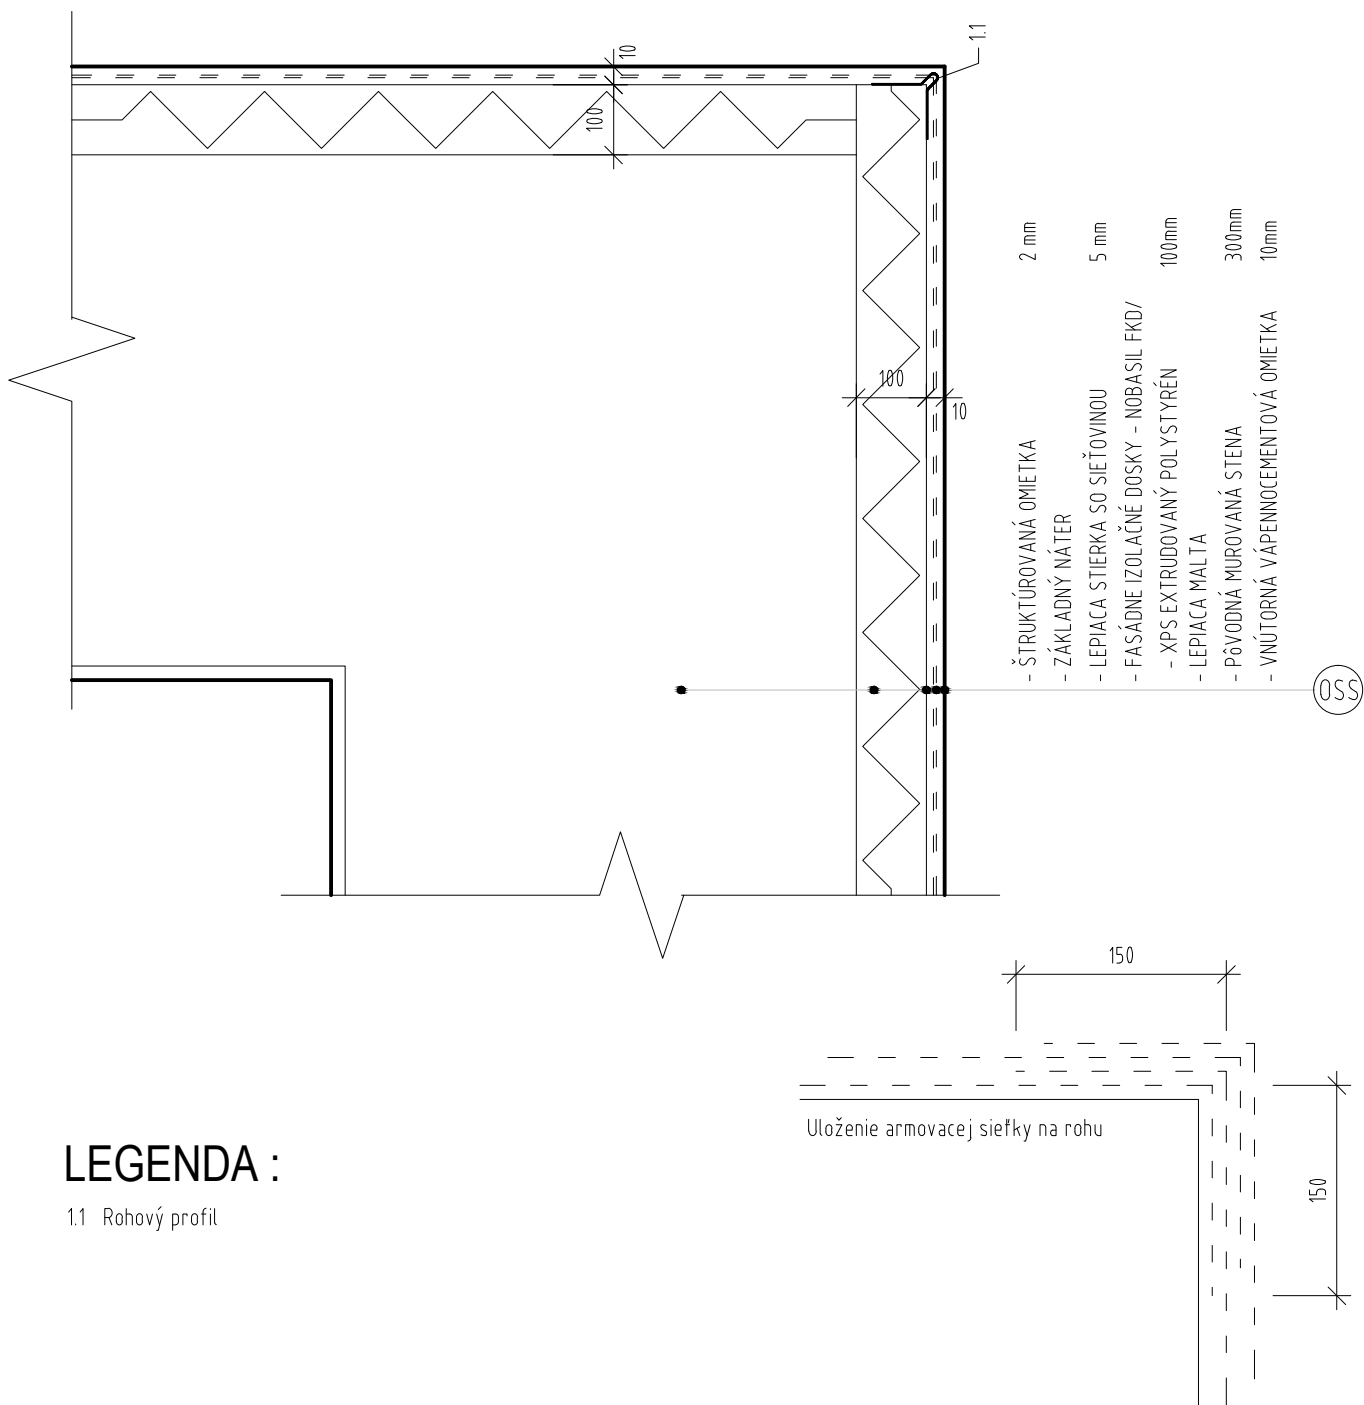 1.1
10
100
100
10
- ŠTRUKTÚROVANÁ OMIETKA 2 mm
- ZÁKLADNÝ NÁTER
- LEPIACA STIERKA SO SIEŤOVINOU 5 mm
- FASÁDNE IZOLAČNÉ DOSKY - NOBASIL FKD/
- XPS EXTRUDOVANÝ POLYSTYRÉN 100mm
- LEPIACA MALTA
- PôVODNÁ MUROVANÁ STENA 300mm
- VNÚTORNÁ VÁPENNOCEMENTOVÁ OMIETKA 10mm
OSS
150
Uloženie armovacej sieťky na rohu
150
LEGENDA :
1.1 Rohový profil